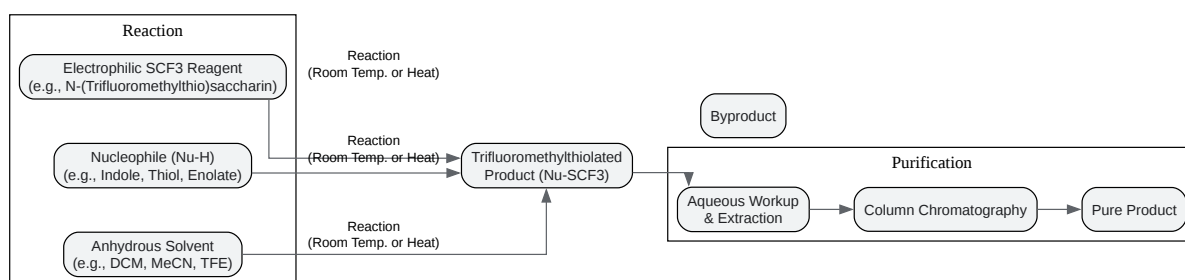 Reaction
Electrophilic SCF3 Reagent
(e.g., N-(Trifluoromethylthio)saccharin)
Reaction
(Room Temp. or Heat)
Nucleophile (Nu-H)
(e.g., Indole, Thiol, Enolate)
Reaction
(Room Temp. or Heat)
Anhydrous Solvent
(e.g., DCM, MeCN, TFE)
Reaction
(Room Temp. or Heat)
Trifluoromethylthiolated
Product (Nu-SCF3)
Byproduct
Purification
Aqueous Workup
& Extraction
Column Chromatography
Pure Product